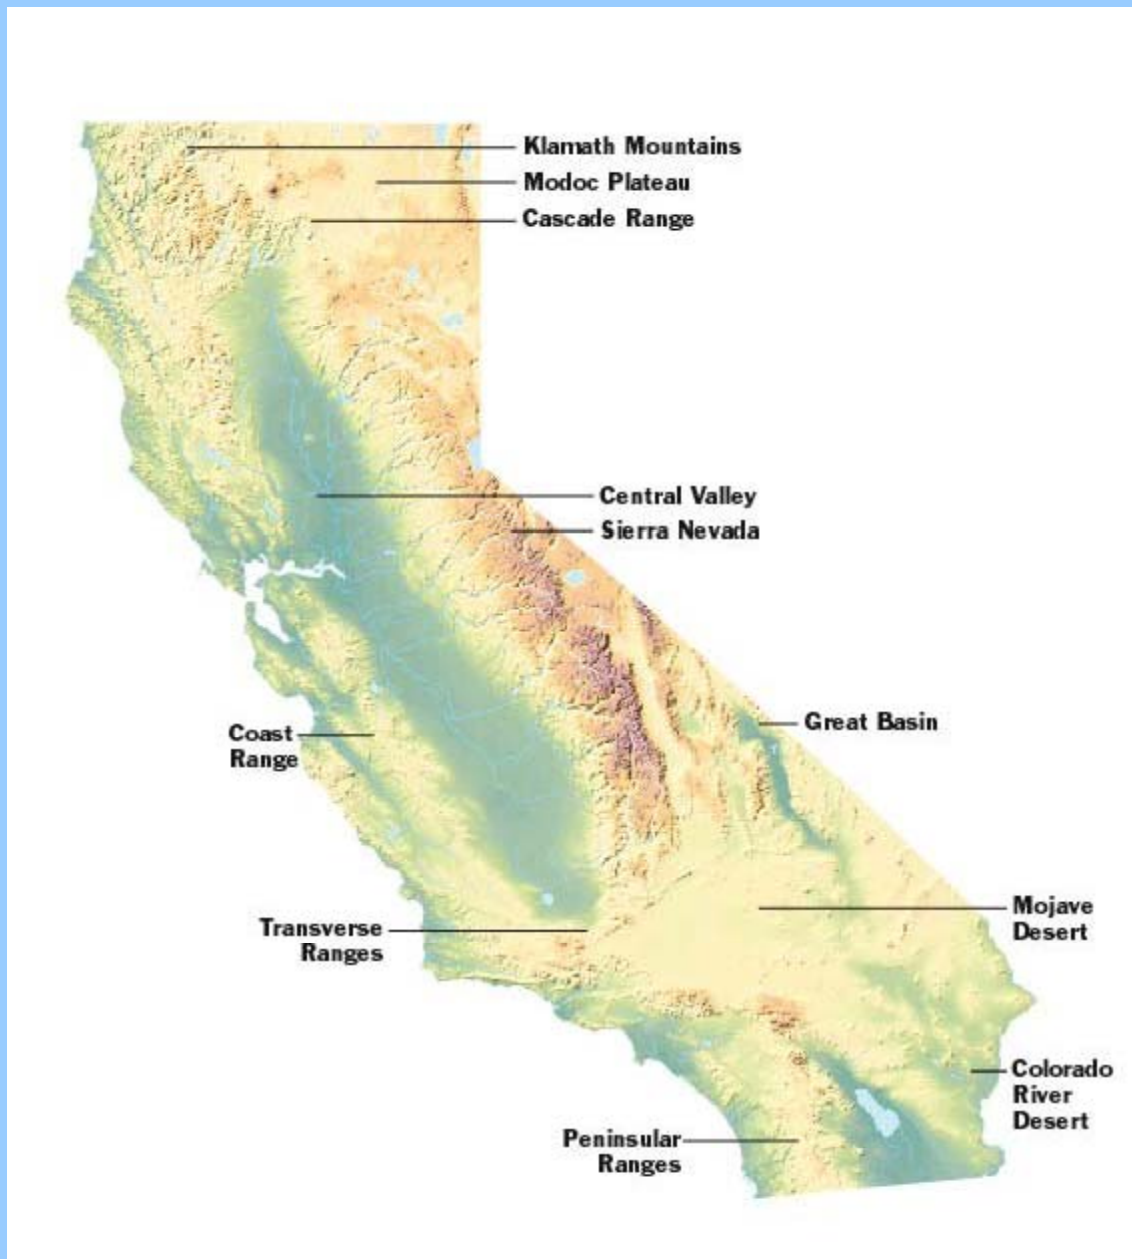 Klamath Mountains
Modoc Plateau
Cascade Range
Central Valley
Sierra Nevada
Great Basin
Coast
Range
Mojave
Desert
Transverse
Ranges
Colorado
River
Desert
Peninsular
Ranges